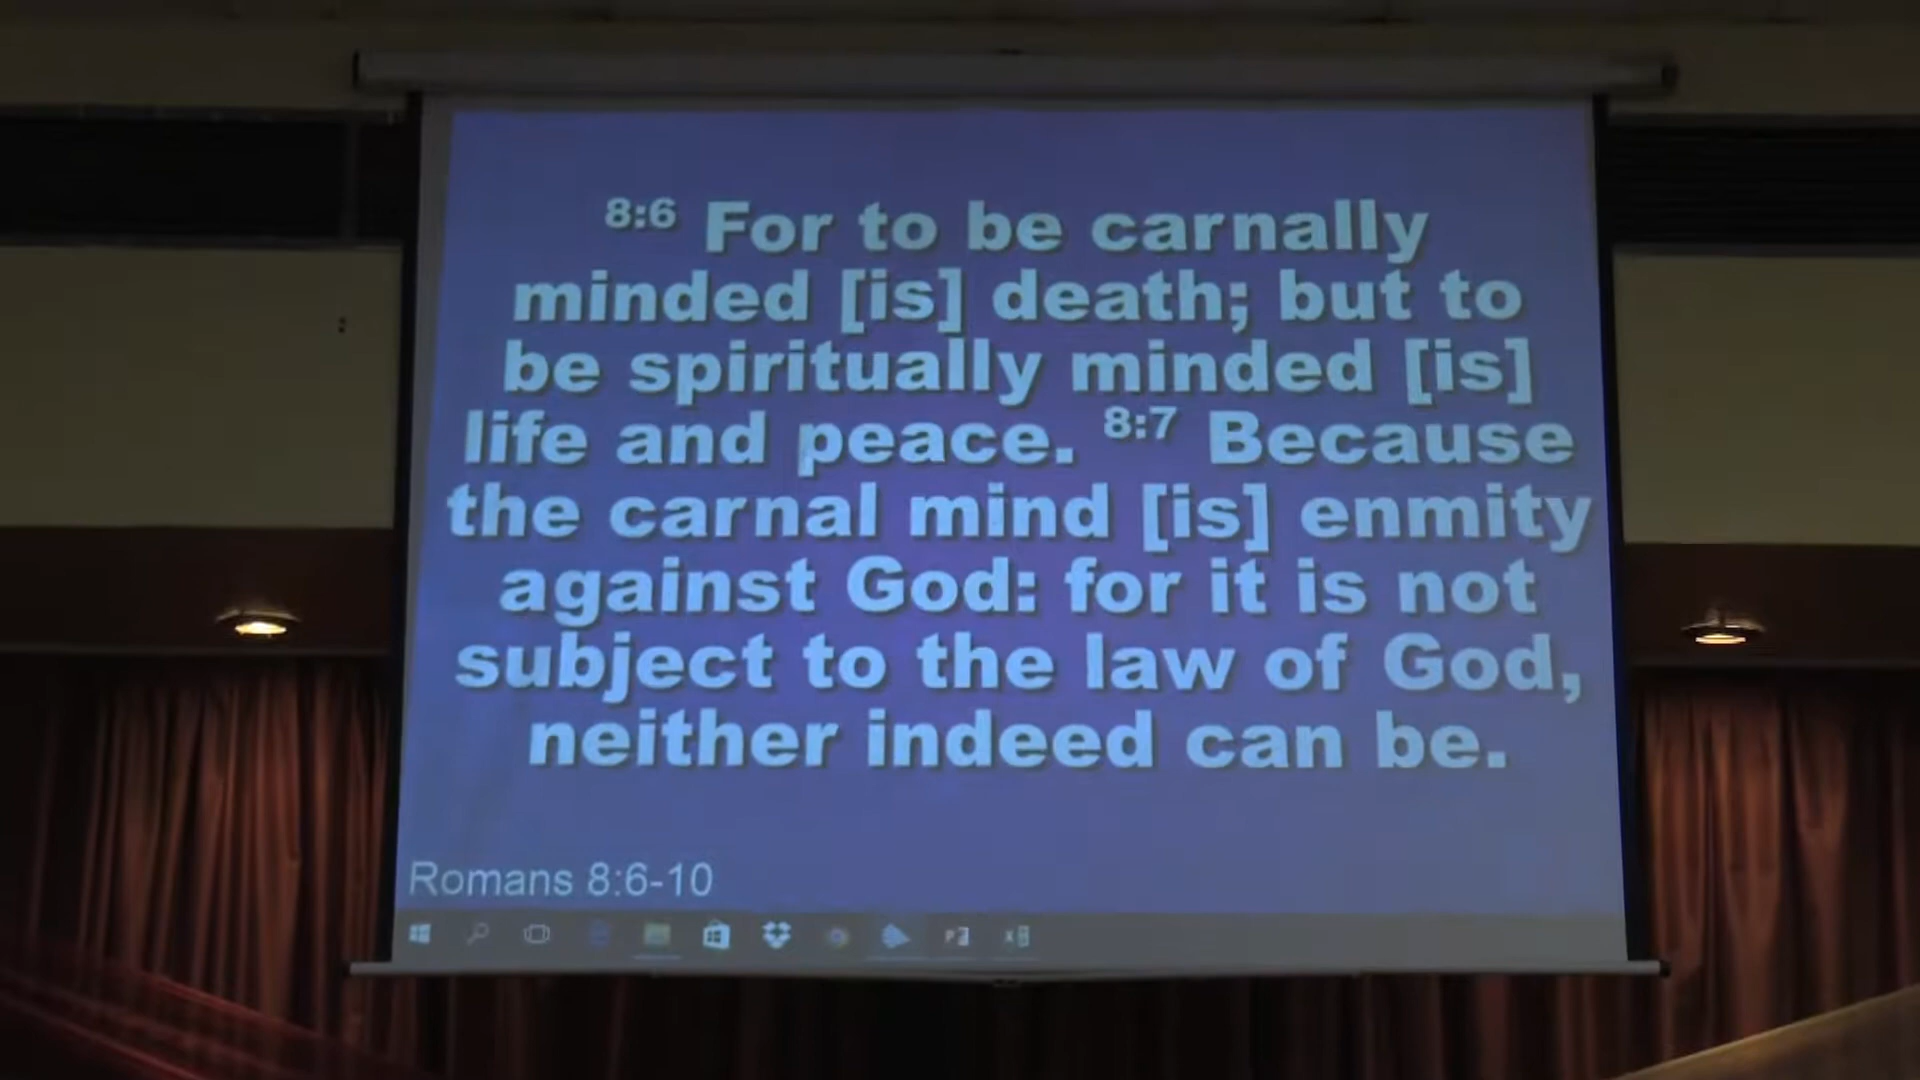 8:6 For to be carnally
minded [is] death; but to
be spiritually minded [is]
life and peace. 8:7 Because
the carnal mind [is] enmity
against God: for it is not
subject to the law of God,
neither indeed can be.
Romans 8:6-10